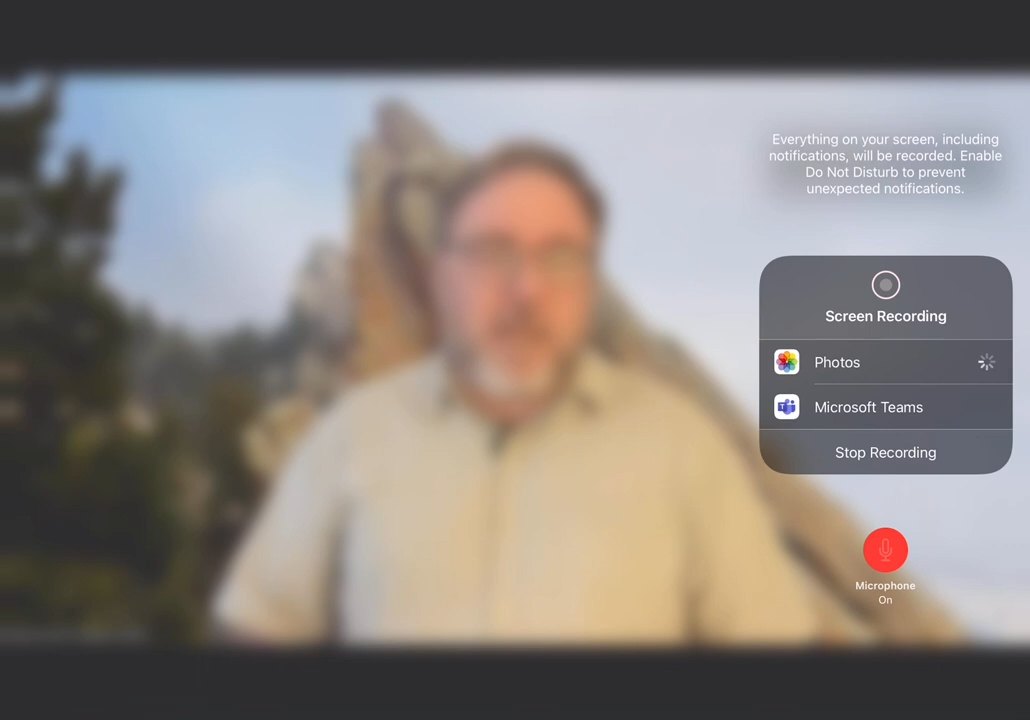 Everything on your screen, including
notifications, will be recorded. Enable
Do Not Disturb to prevent
unexpected notifications.
Screen Recording
Photos
Microsoft Teams
Stop Recording
Microphone
On